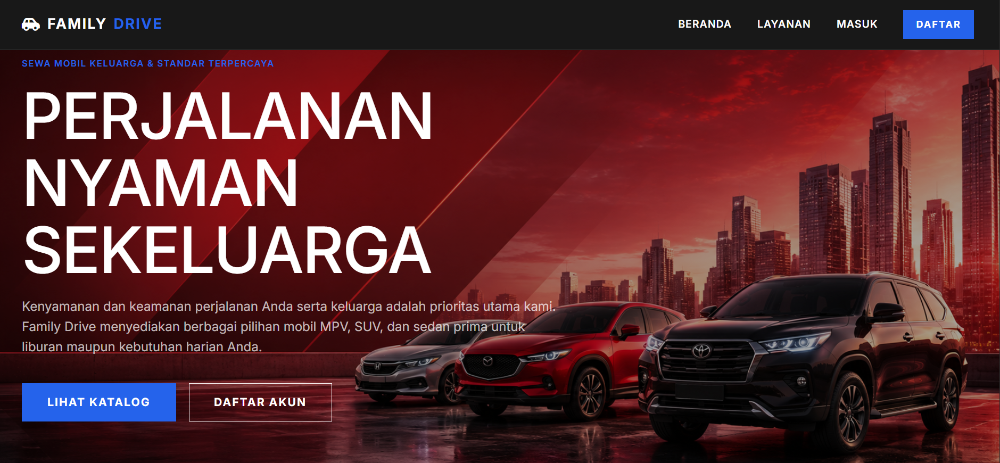 FAMILY DRIVE
BERANDA
LAYANAN
MASUK
DAFTAR
SEWA MOBIL KELUARGA & STANDAR TERPERCAYA
PERJALANAN
NYAMAN
SEKELUARGA
Kenyamanan dan keamanan perjalanan Anda serta keluarga adalah prioritas utama kami.
Family Drive menyediakan berbagai pilihan mobil MPV, SUV, dan sedan prima untuk
liburan maupun kebutuhan harian Anda.
LIHAT KATALOG
DAFTAR AKUN